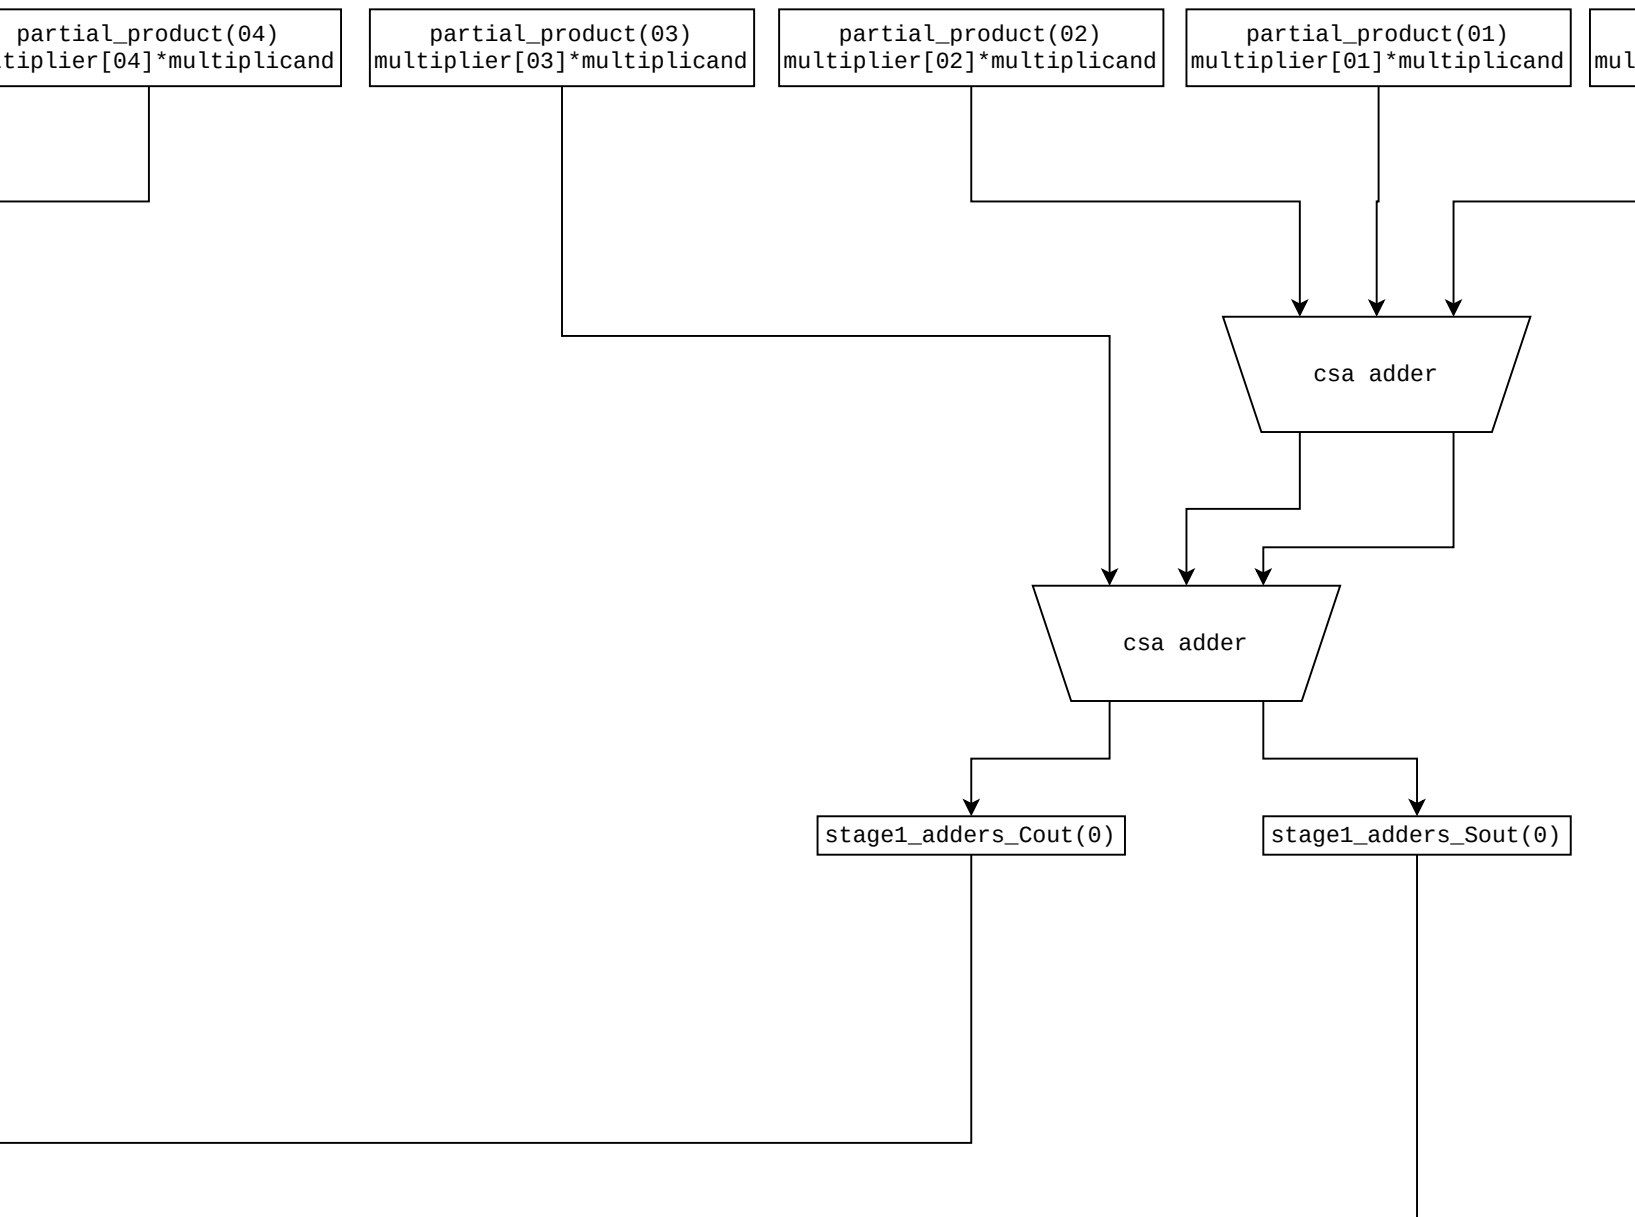 partial_product(04)
tiplier[04]*multiplicand
partial_product(03)
multiplier[03]*multiplicand
partial_product(02)
multiplier[02]*multiplicand
partial_product(01)
multiplier[01]*multiplicand
mul
csa adder
csa adder
stage1_adders_Cout(0)
stage1_adders_Sout(0)